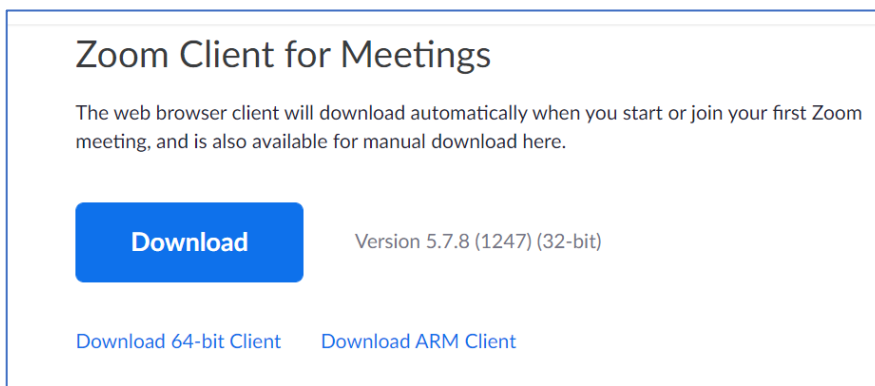 Zoom Client for Meetings
The web browser client will download automatically when you start or join your first Zoom
meeting, and is also available for manual download here.
Download
Version 5.7.8 (1247) (32-bit)
Download 64-bit Client
Download ARM Client